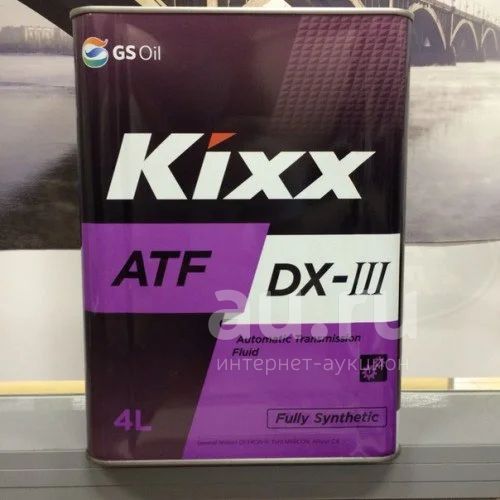 GS Oil
Kixx
ATF
DX-III
au.ru
Automatic Transmission
Fluid
интернет-аукцион
4L
Fully Synthetic